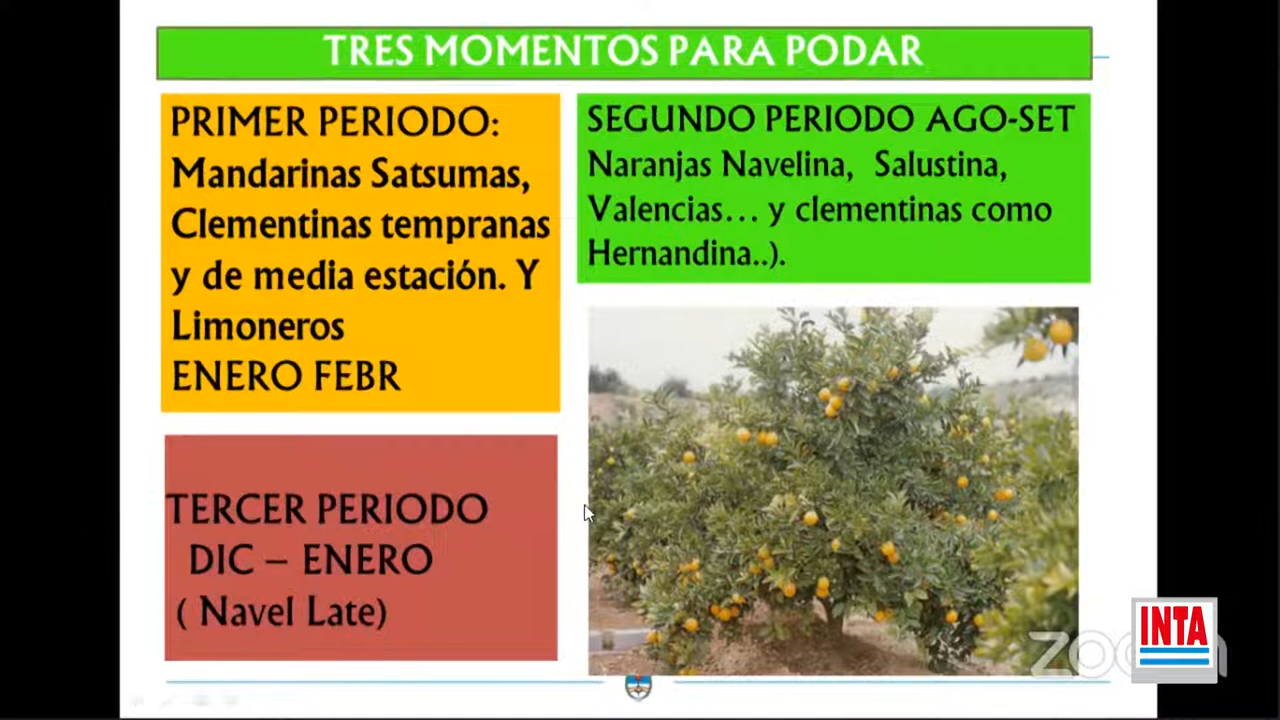 TRES MOMENTOS PARA PODAR
PRIMER PERIODO:
Mandarinas Satsumas,
Clementinas tempranas
y de media estación. Y
Limoneros
ENERO FEBR
SEGUNDO PERIODO AGO-SET
Naranjas Navelina, Salustina,
Valencias... y clementinas como
Hernandina..).
TERCER PERIODO
DIC – ENERO
( Navel Late)
INTA
zoom